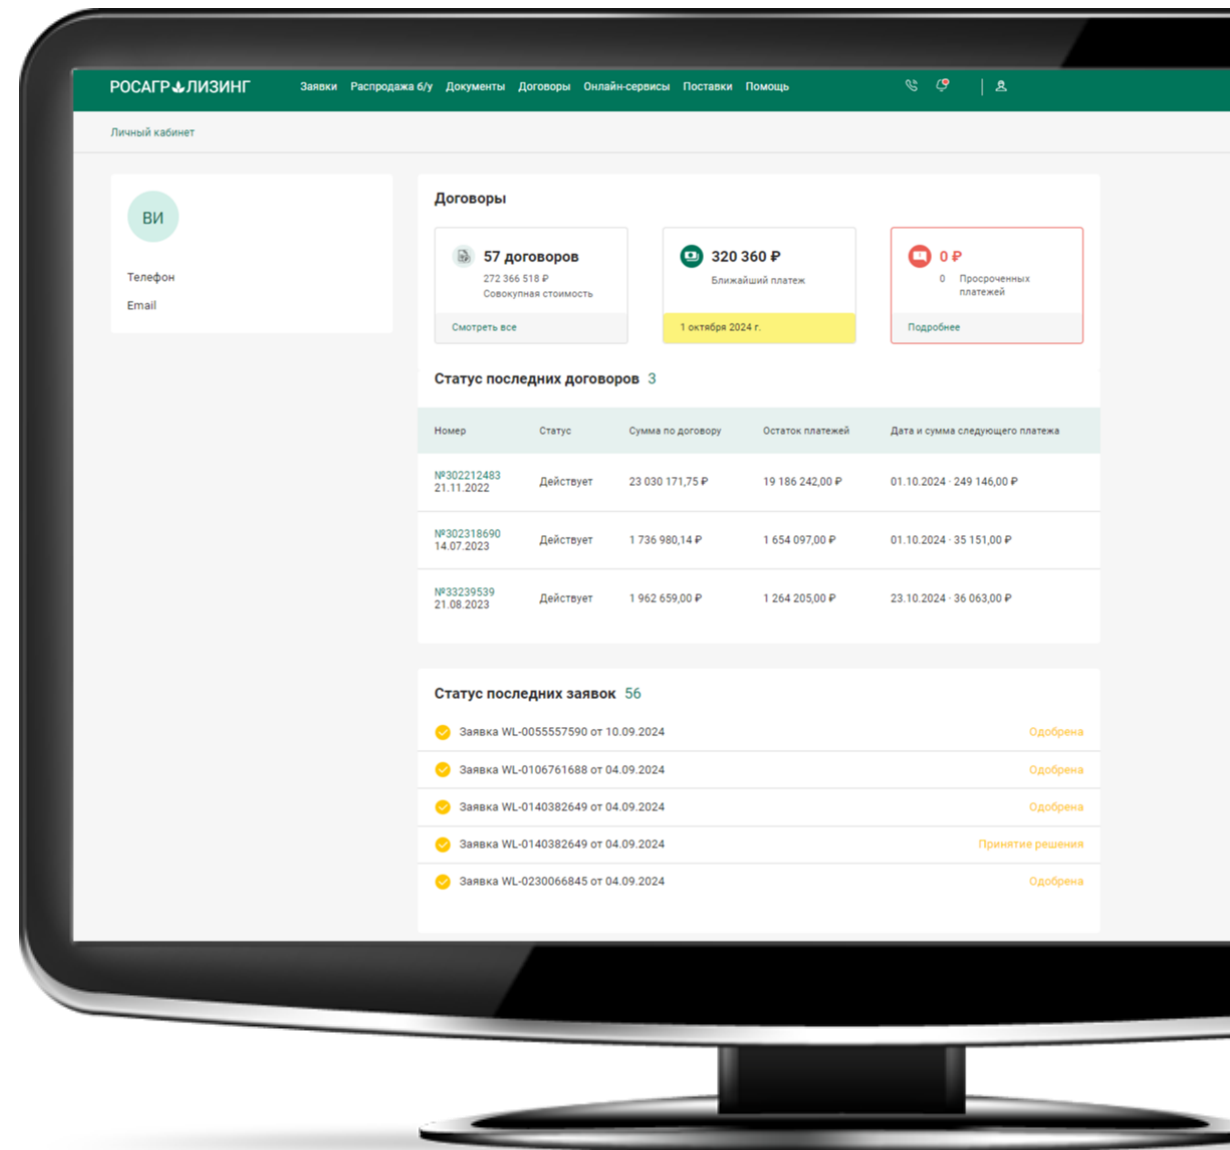 РОСАГРОЛИЗИНГ
Заявки Распродажа б/у Документы Договоры Онлайн-сервисы Поставки Помощь
Личный кабинет
ВИ
Телефон
Email
Договоры
57 договоров
272 366 518 ₽
Совокупная стоимость
Смотреть все
320 360 ₽
Ближайший платеж
1 октября 2024 г.
0 ₽
0 Просроченных
платежей
Подробнее
Статус последних договоров 3
Номер Статус Сумма по договору Остаток платежей Дата и сумма следующего платежа
№302212483
21.11.2022
Действует 23 030 171,75 ₽ 19 186 242,00 ₽ 01.10.2024 · 249 146,00 ₽
№302318690
14.07.2023
Действует 1 736 980,14 ₽ 1 654 097,00 ₽ 01.10.2024 · 35 151,00 ₽
№33239539
21.08.2023
Действует 1 962 659,00 ₽ 1 264 205,00 ₽ 23.10.2024 · 36 063,00 ₽
Статус последних заявок 56
Заявка WL-0055557590 от 10.09.2024 Одобрена
Заявка WL-0106761688 от 04.09.2024 Одобрена
Заявка WL-0140382649 от 04.09.2024 Одобрена
Заявка WL-0140382649 от 04.09.2024 Принятие решения
Заявка WL-0230066845 от 04.09.2024 Одобрена